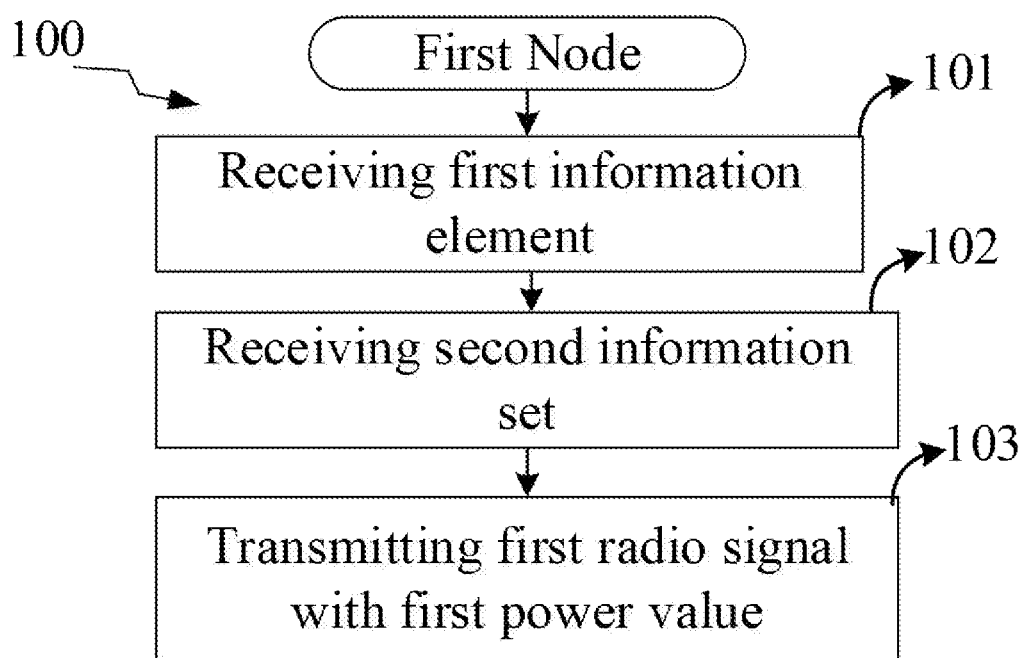 100
First Node
101
Receiving first information
element
102
Receiving second information
set
103
Transmitting first radio signal
with first power value